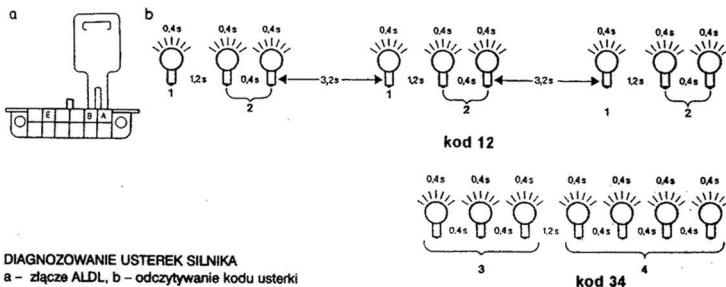 a
b
0,4s 0,4s 0,4s 0,4s 0,4s 0,4s 0,4s 0,4s 0,4s
1,2s 0,4s 3,2s 1,2s 0,4s 3,2s 1,2s 0,4s
1 2 1 2 1 2
E B A
kod 12
0,4s 0,4s 0,4s 0,4s 0,4s 0,4s 0,4s
0,4s 0,4s 1,2s 0,4s 0,4s 0,4s
3 4
kod 34
DIAGNOZOWANIE USTEREK SILNIKA
a – złącze ALDL, b – odczytywanie kodu usterki